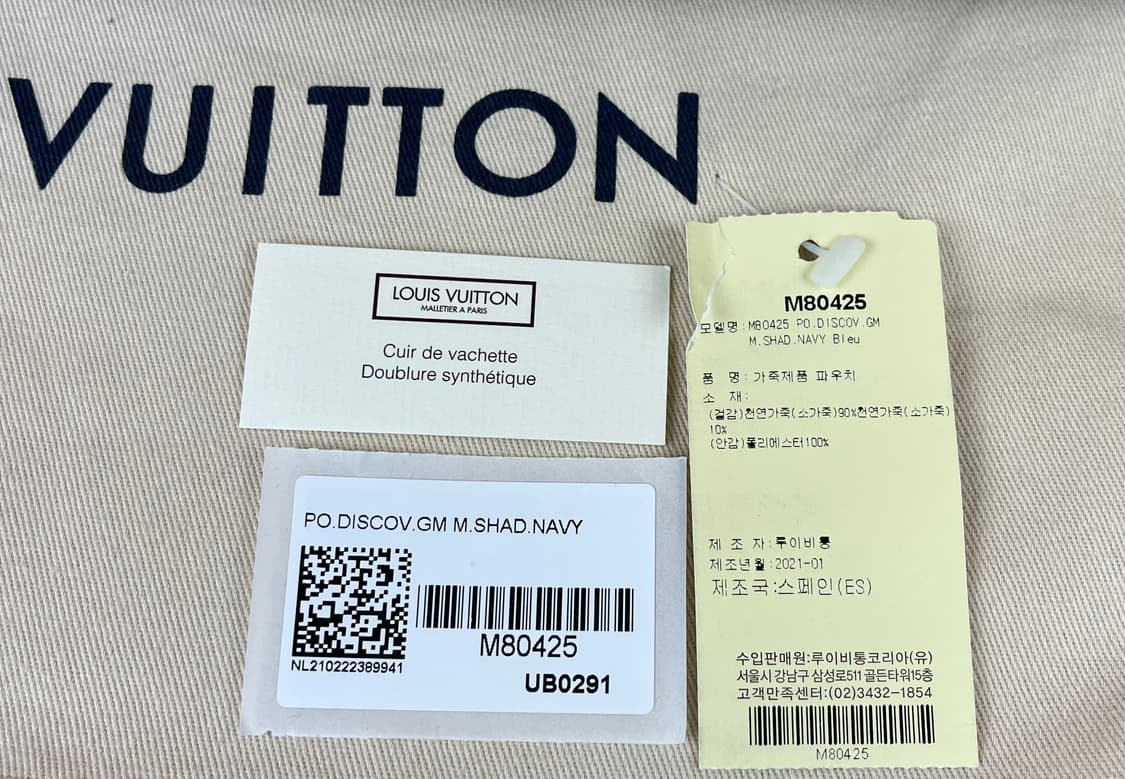 VUITTON
LOUIS VUITTON
MALLETIER A PARIS
Cuir de vachette
Doublure synthétique
PO.DISCOV.GM M.SHAD.NAVY
NL210222389941
M80425
UB0291
M80425
모델명:M80425 PO.DISCOV.GM
M.SHAD.NAVY Bleu
품 명:가죽제품 파우치
소 재:
(겉감)천연가죽(소가죽)90%천연가죽(소가죽)
10%
(안감)폴리에스터100%
제 조 자:루이비통
제조년월:2021-01
제조국:스페인(ES)
수입판매원:루이비통코리아(유)
서울시 강남구 삼성로511 골든타워15층
고객만족센터:(02)3432-1854
M80425